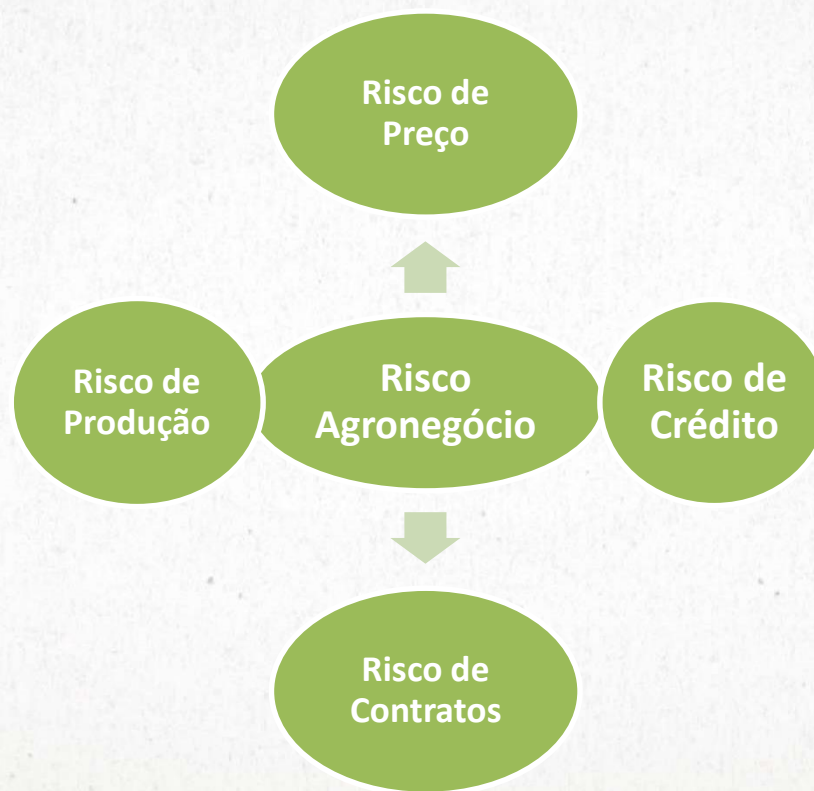 Risco de
Preço
Risco de
Produção
Risco
Agronegócio
Risco de
Crédito
Risco de
Contratos